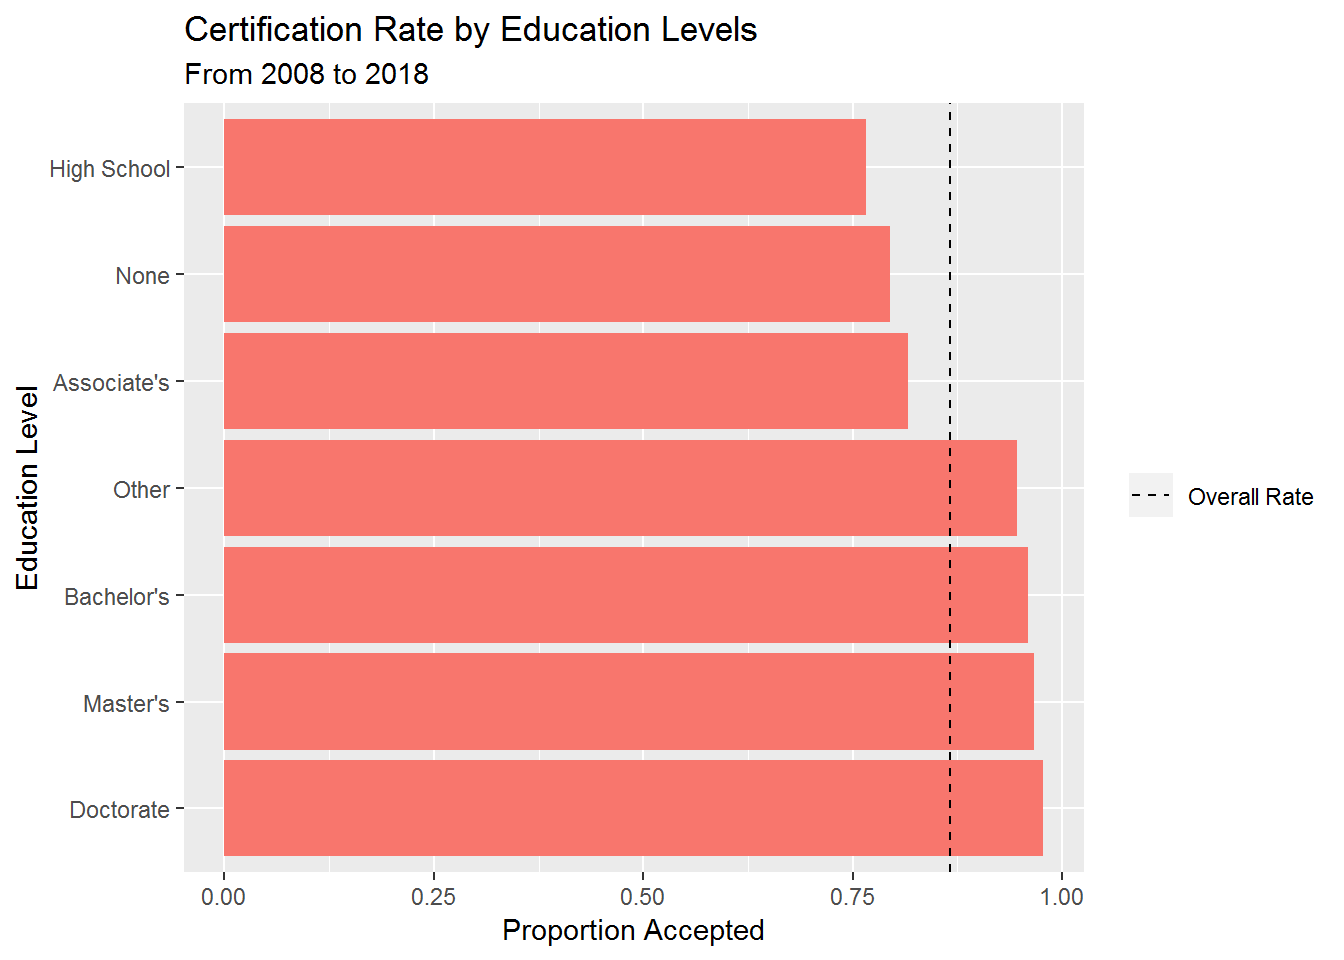 Certification Rate by Education Levels
From 2008 to 2018
Education Level
High School
None
Associate's
Other
Bachelor's
Master's
Doctorate
0.00 0.25 0.50 0.75 1.00
Proportion Accepted
Overall Rate